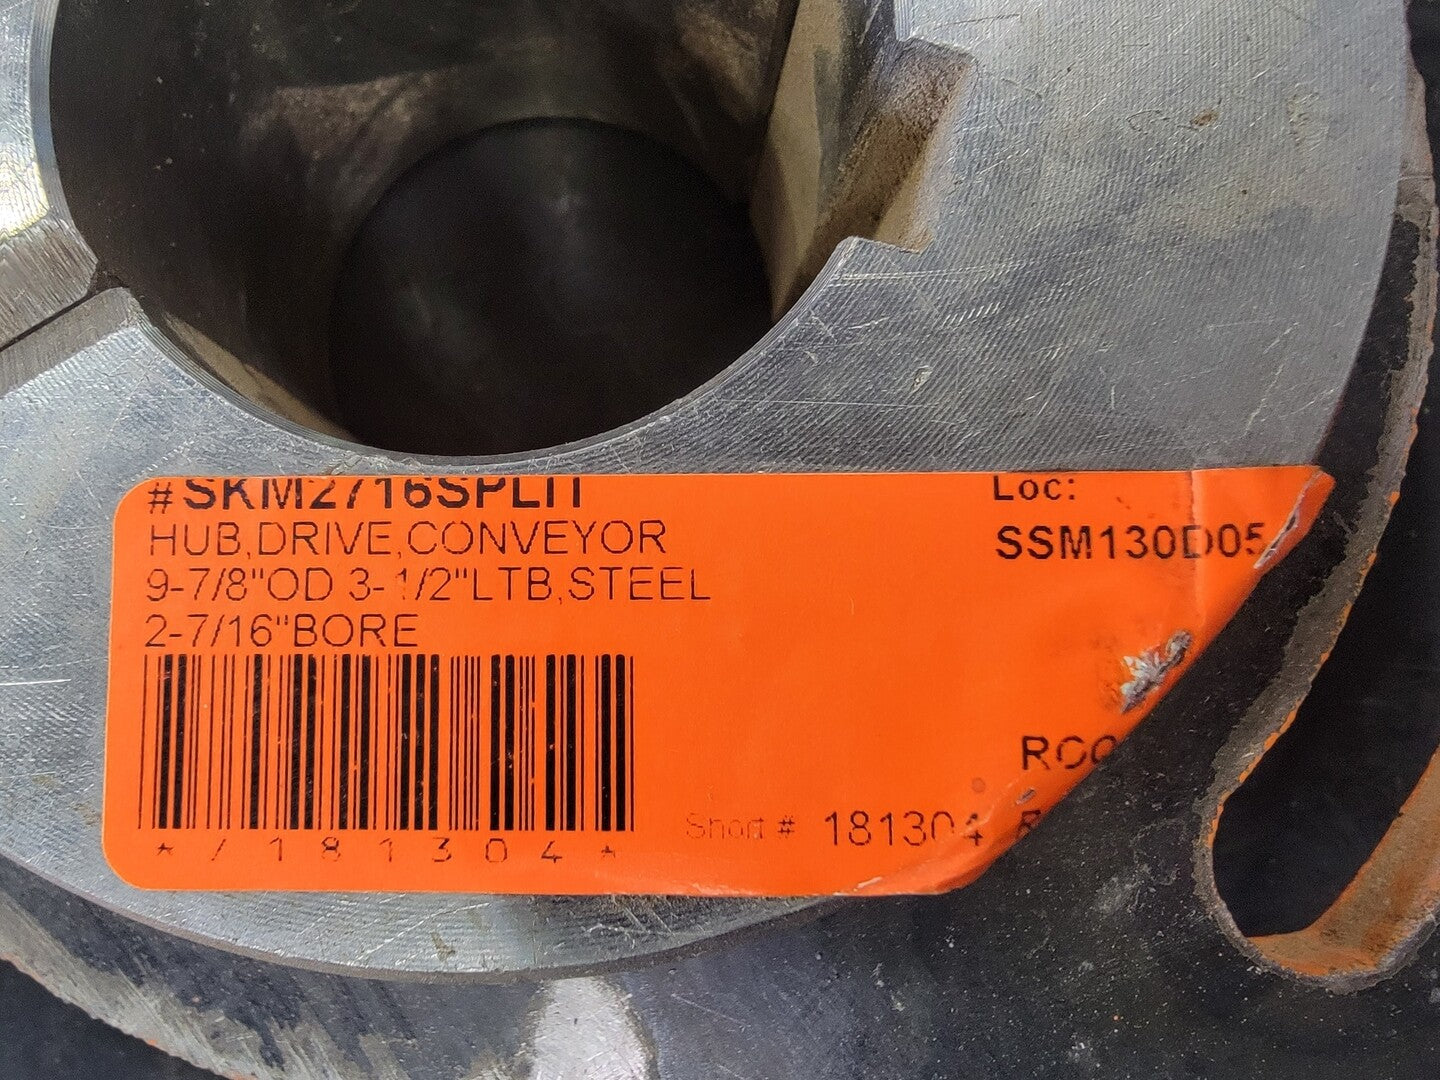 #SKM2716SPLIT
HUB,DRIVE,CONVEYOR
9-7/8"OD 3-1/2"LTB,STEEL
2-7/16"BORE
*/181304*
Loc:
SSM130D05
Short # 181304